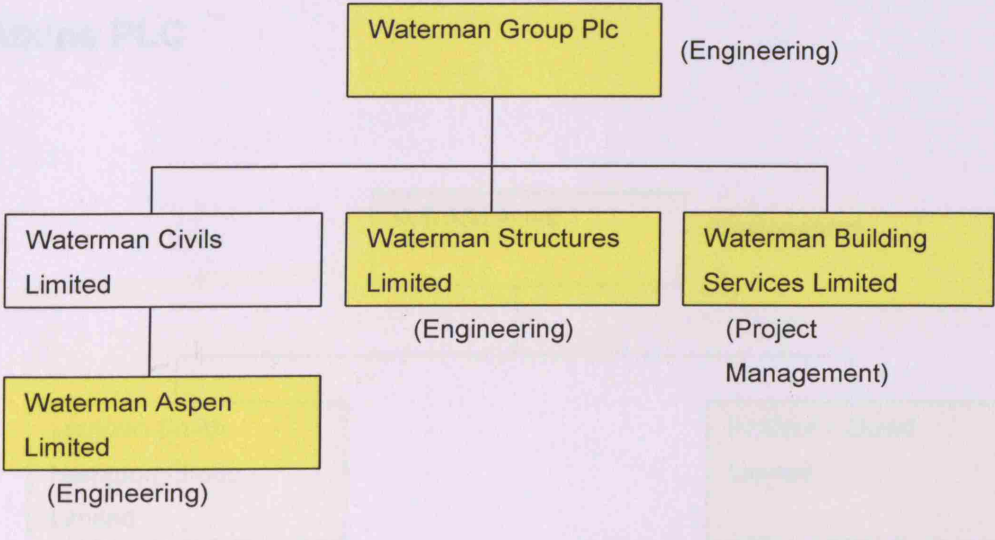 Waterman Group Plc
(Engineering)
Waterman Civils
Limited
Waterman Structures
Limited
(Engineering)
Waterman Building
Services Limited
(Project
Management)
Waterman Aspen
Limited
(Engineering)